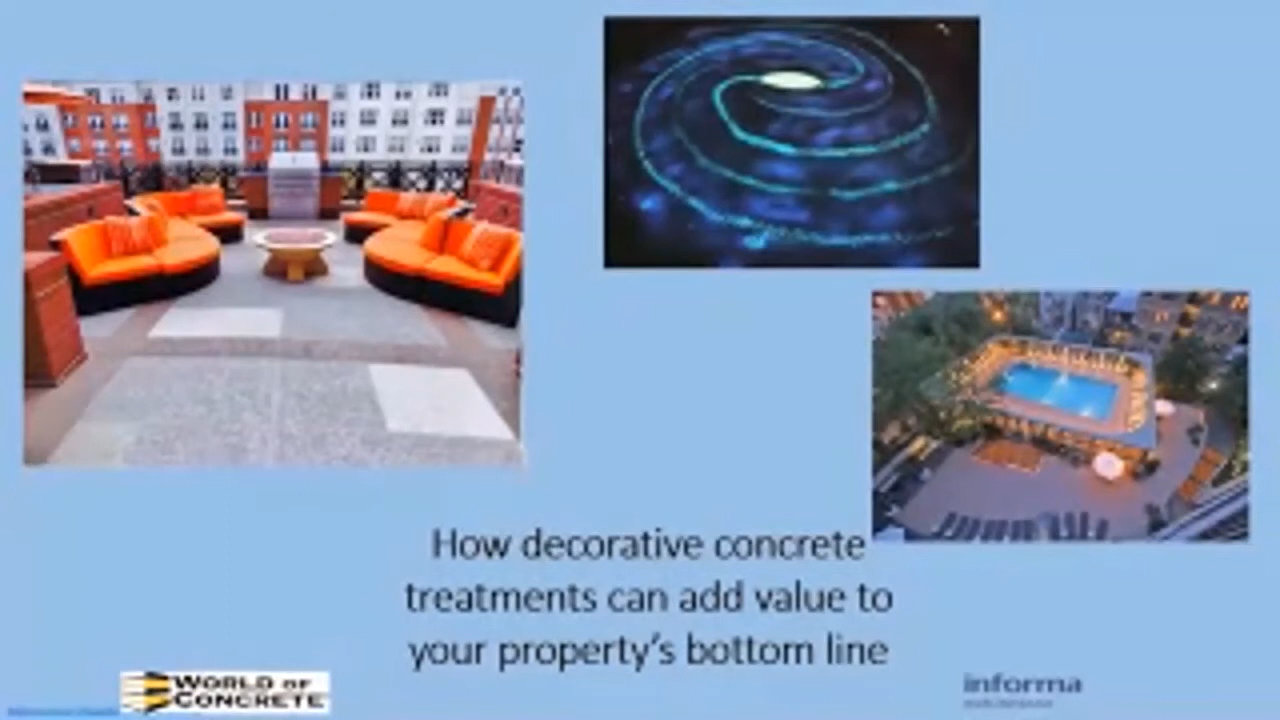 How decorative concrete
treatments can add value to
your property's bottom line
WORLD OF
CONCRETE
informa